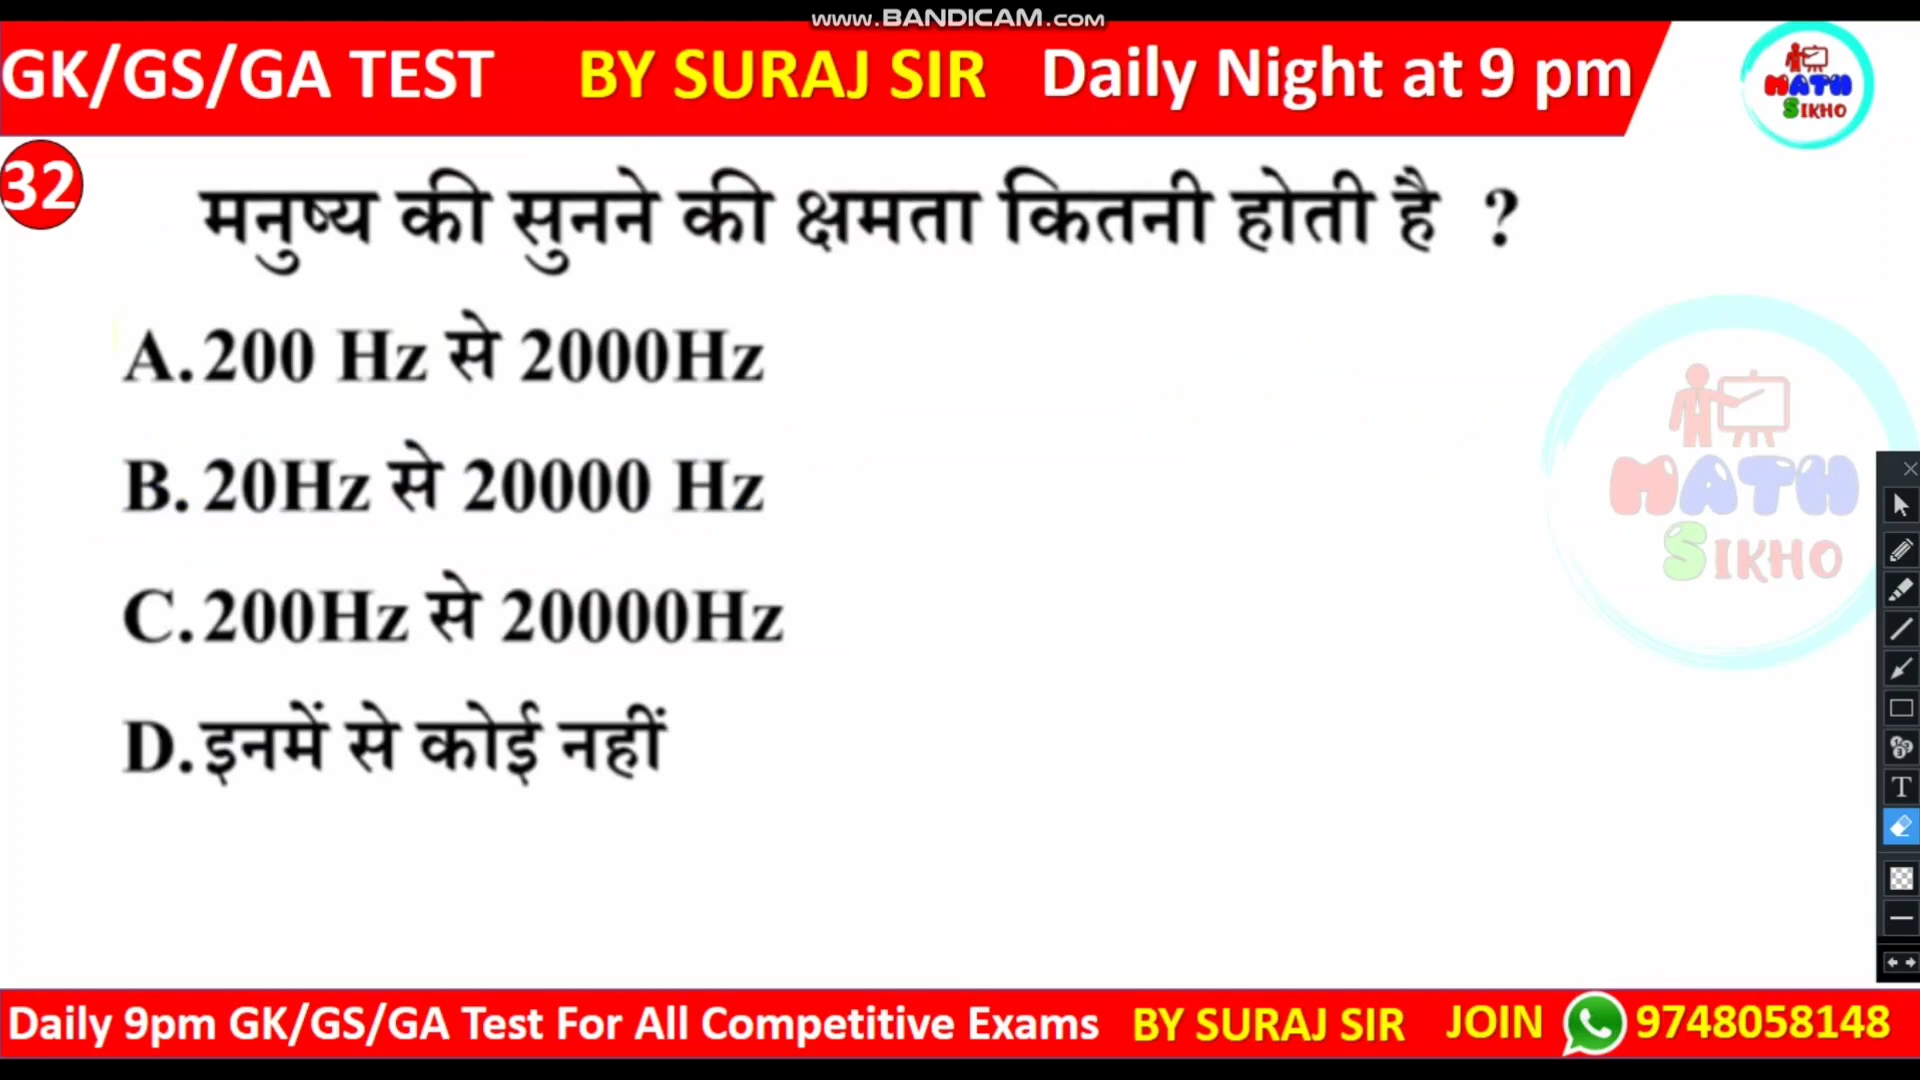 www.BANDICAM.com
GK/GS/GA TEST BY SURAJ SIR Daily Night at 9 pm
MATH
SIKHO
32
मनुष्य की सुनने की क्षमता कितनी होती है ?
A. 200 Hz से 2000Hz
B. 20Hz से 20000 Hz
C. 200Hz से 20000Hz
D. इनमें से कोई नहीं
MATH
SIKHO
T
Daily 9pm GK/GS/GA Test For All Competitive Exams BY SURAJ SIR JOIN 9748058148